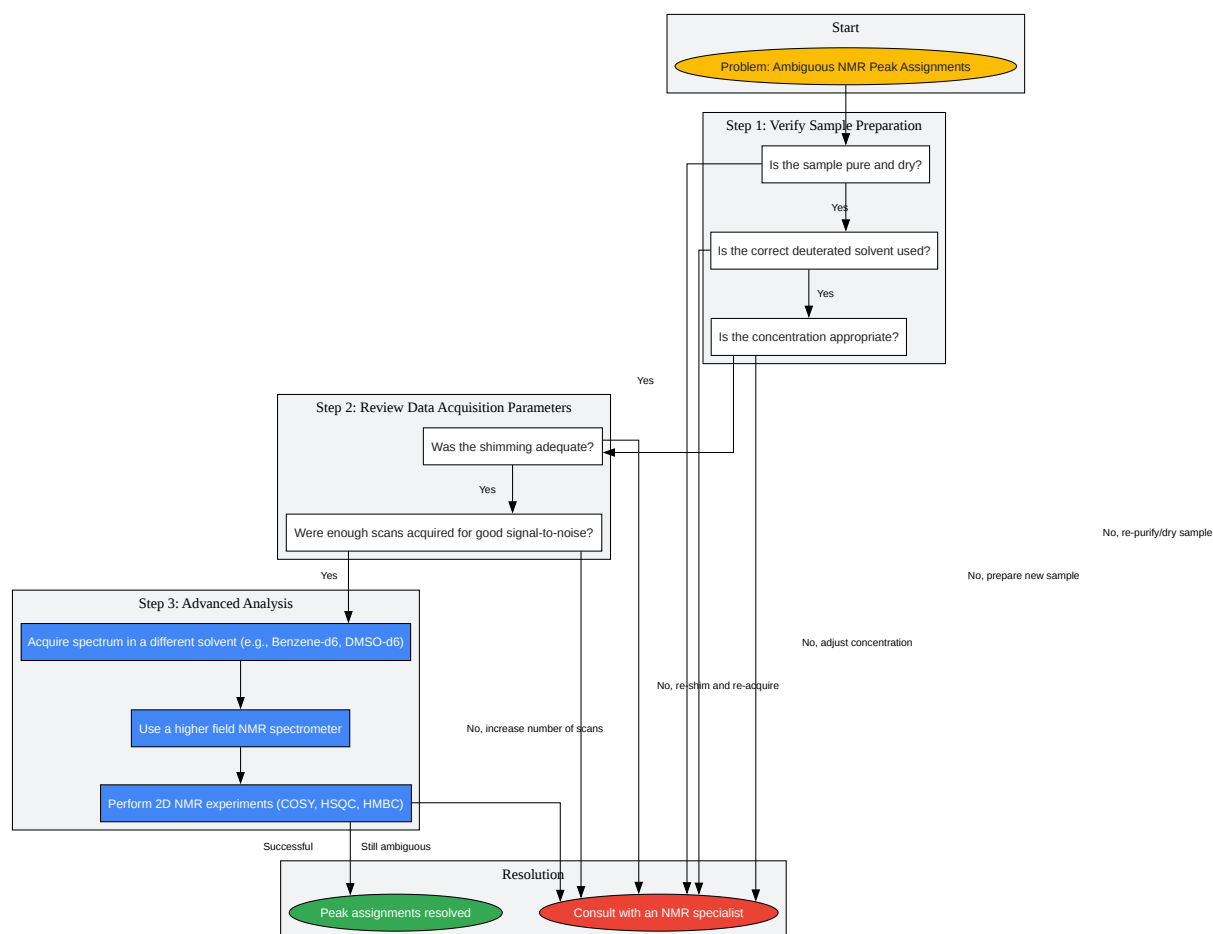 Start
Problem: Ambiguous NMR Peak Assignments
Step 1: Verify Sample Preparation
Is the sample pure and dry?
Yes
Is the correct deuterated solvent used?
Yes
Is the concentration appropriate?
Yes
Step 2: Review Data Acquisition Parameters
Was the shimming adequate?
Yes
Were enough scans acquired for good signal-to-noise?
No, re-purify/dry sample
Yes
No, prepare new sample
Step 3: Advanced Analysis
Acquire spectrum in a different solvent (e.g., Benzene-d6, DMSO-d6)
No, adjust concentration
No, re-shim and re-acquire
Use a higher field NMR spectrometer
No, increase number of scans
Perform 2D NMR experiments (COSY, HSQC, HMBC)
Successful
Still ambiguous
Resolution
Peak assignments resolved
Consult with an NMR specialist